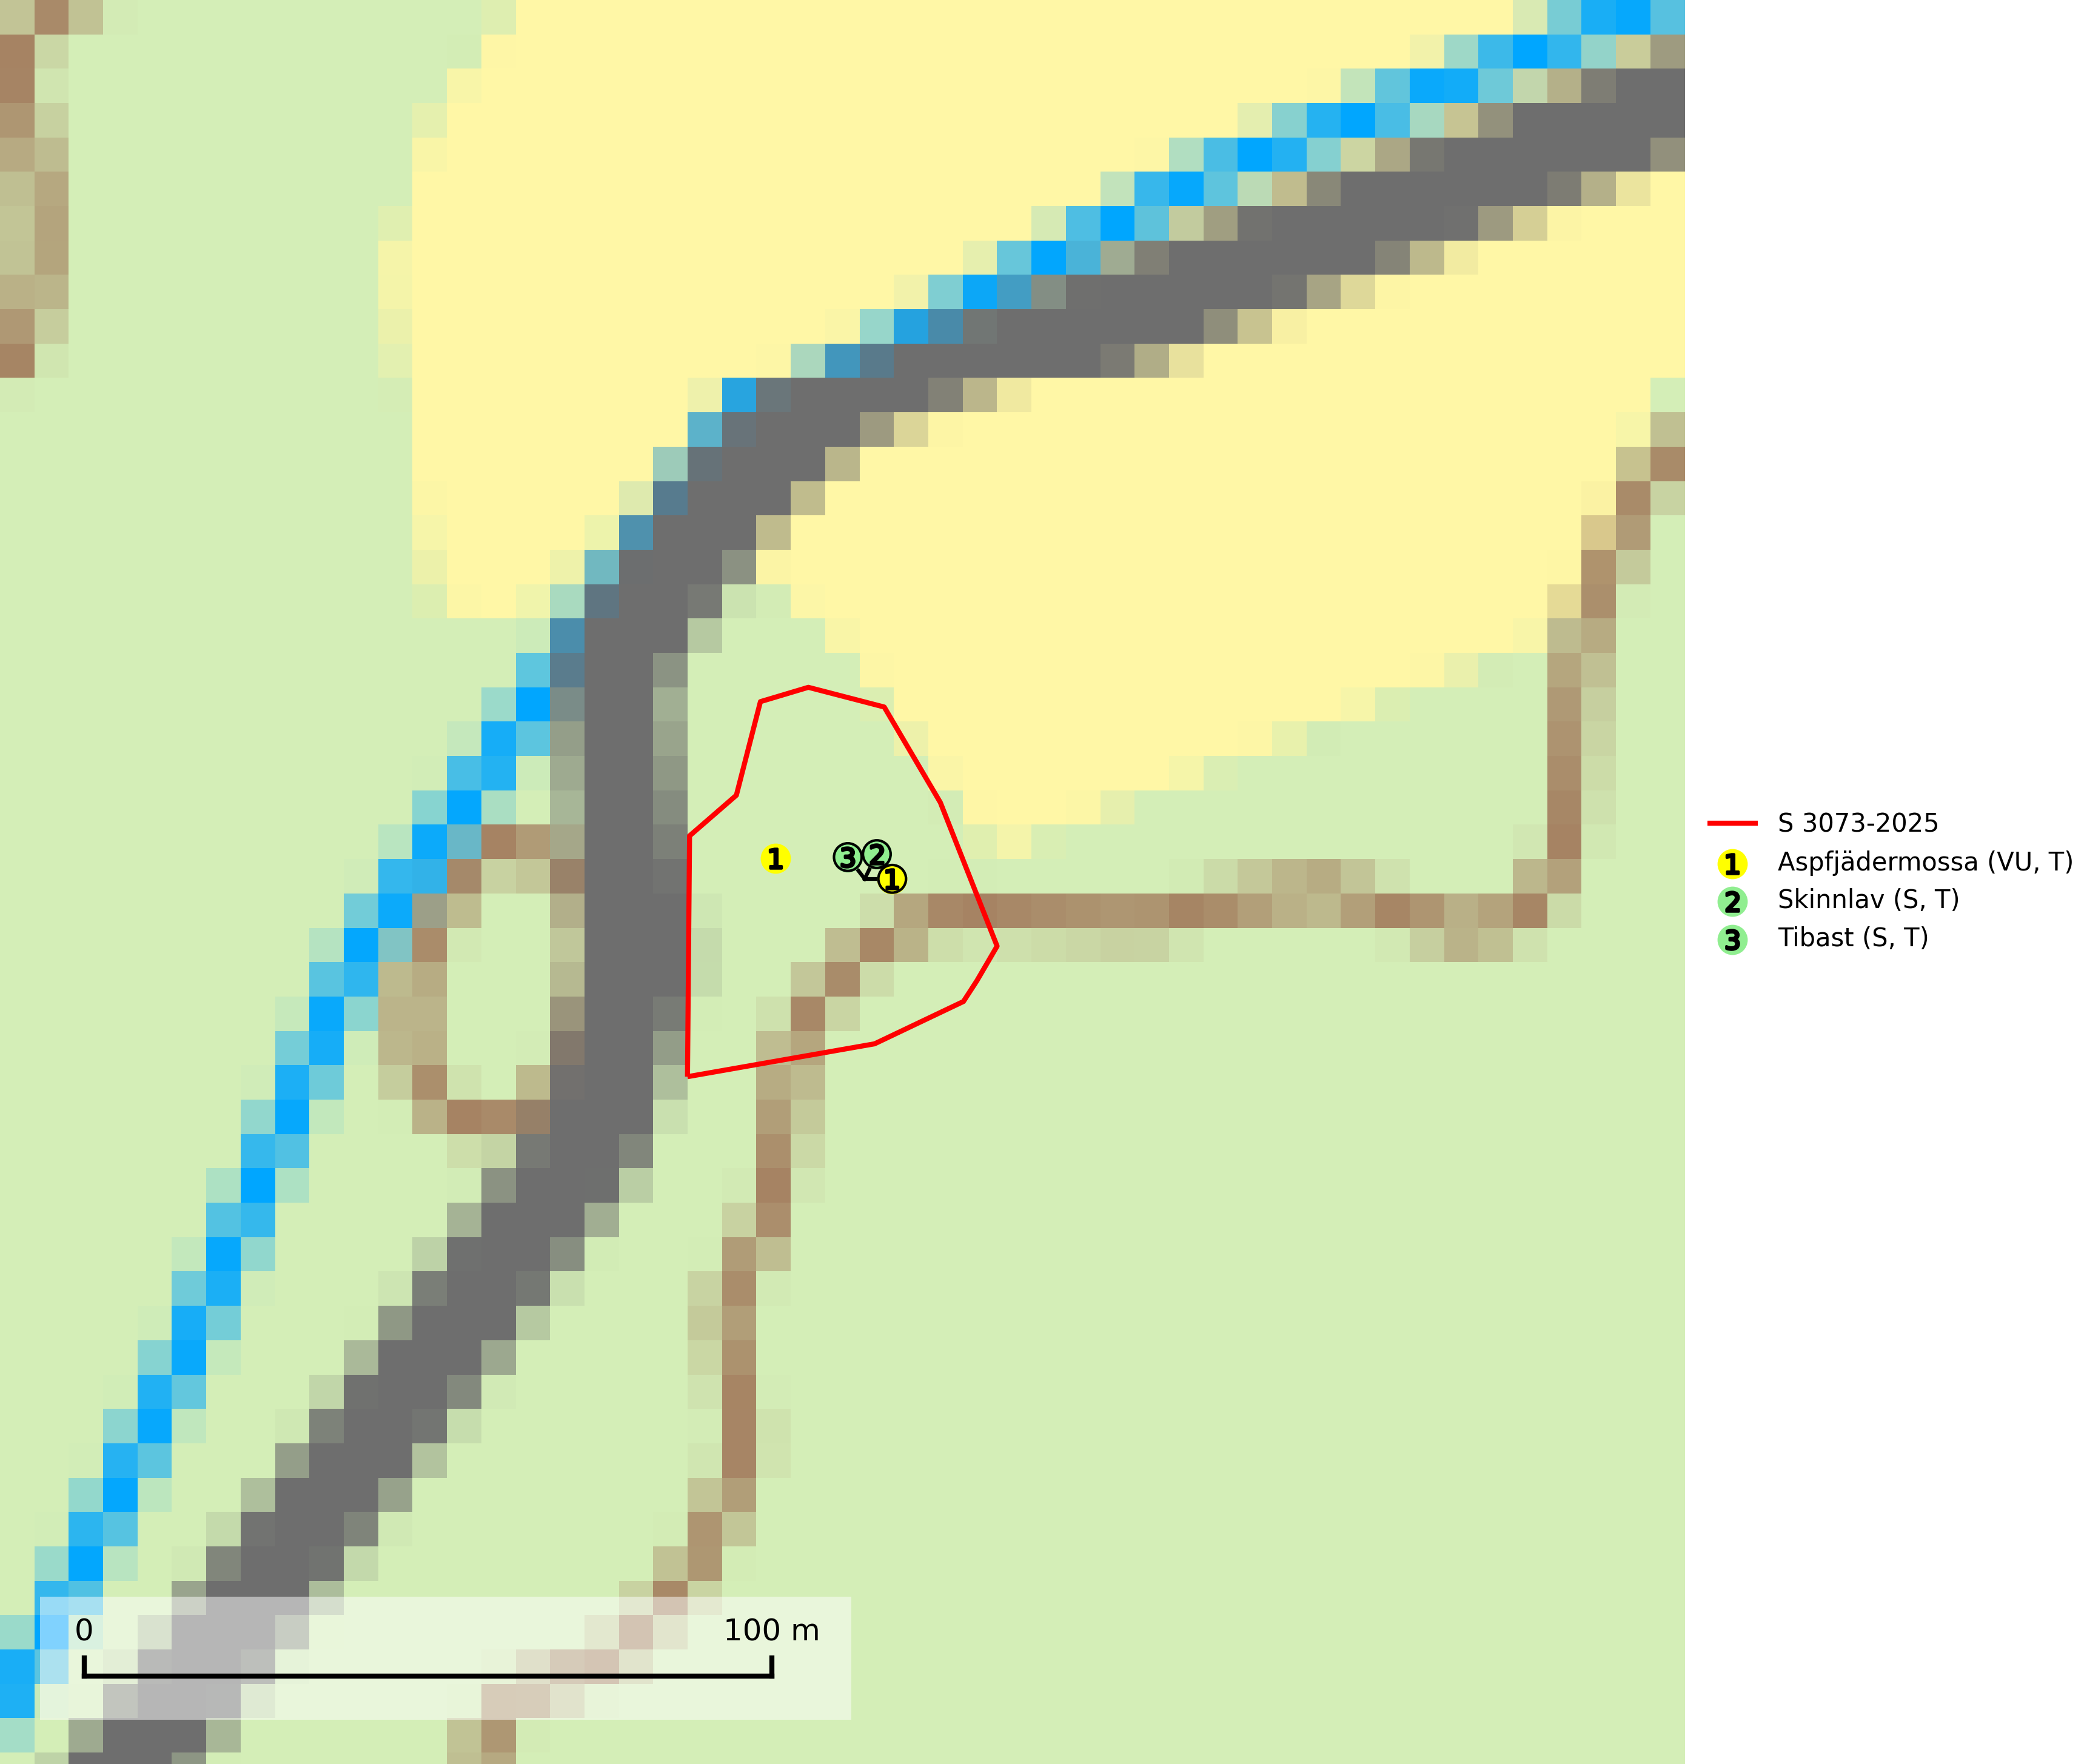 1
3 2
1
S 3073-2025
1 Aspfjädermossa (VU, T)
2 Skinnlav (S, T)
3 Tibast (S, T)
0 100 m